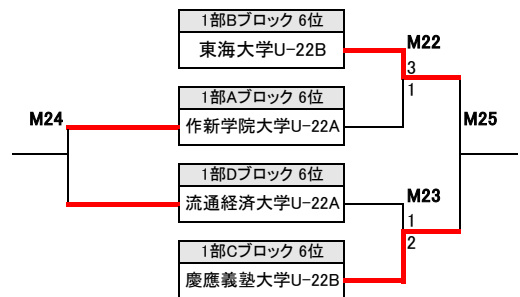 1部Bブロック 6位
東海大学U-22B
M22
3
1部Aブロック 6位
1
M24
作新学院大学U-22A
M25
1部Dブロック 6位
流通経済大学U-22A
M23
1
1部Cブロック 6位
2
慶應義塾大学U-22B